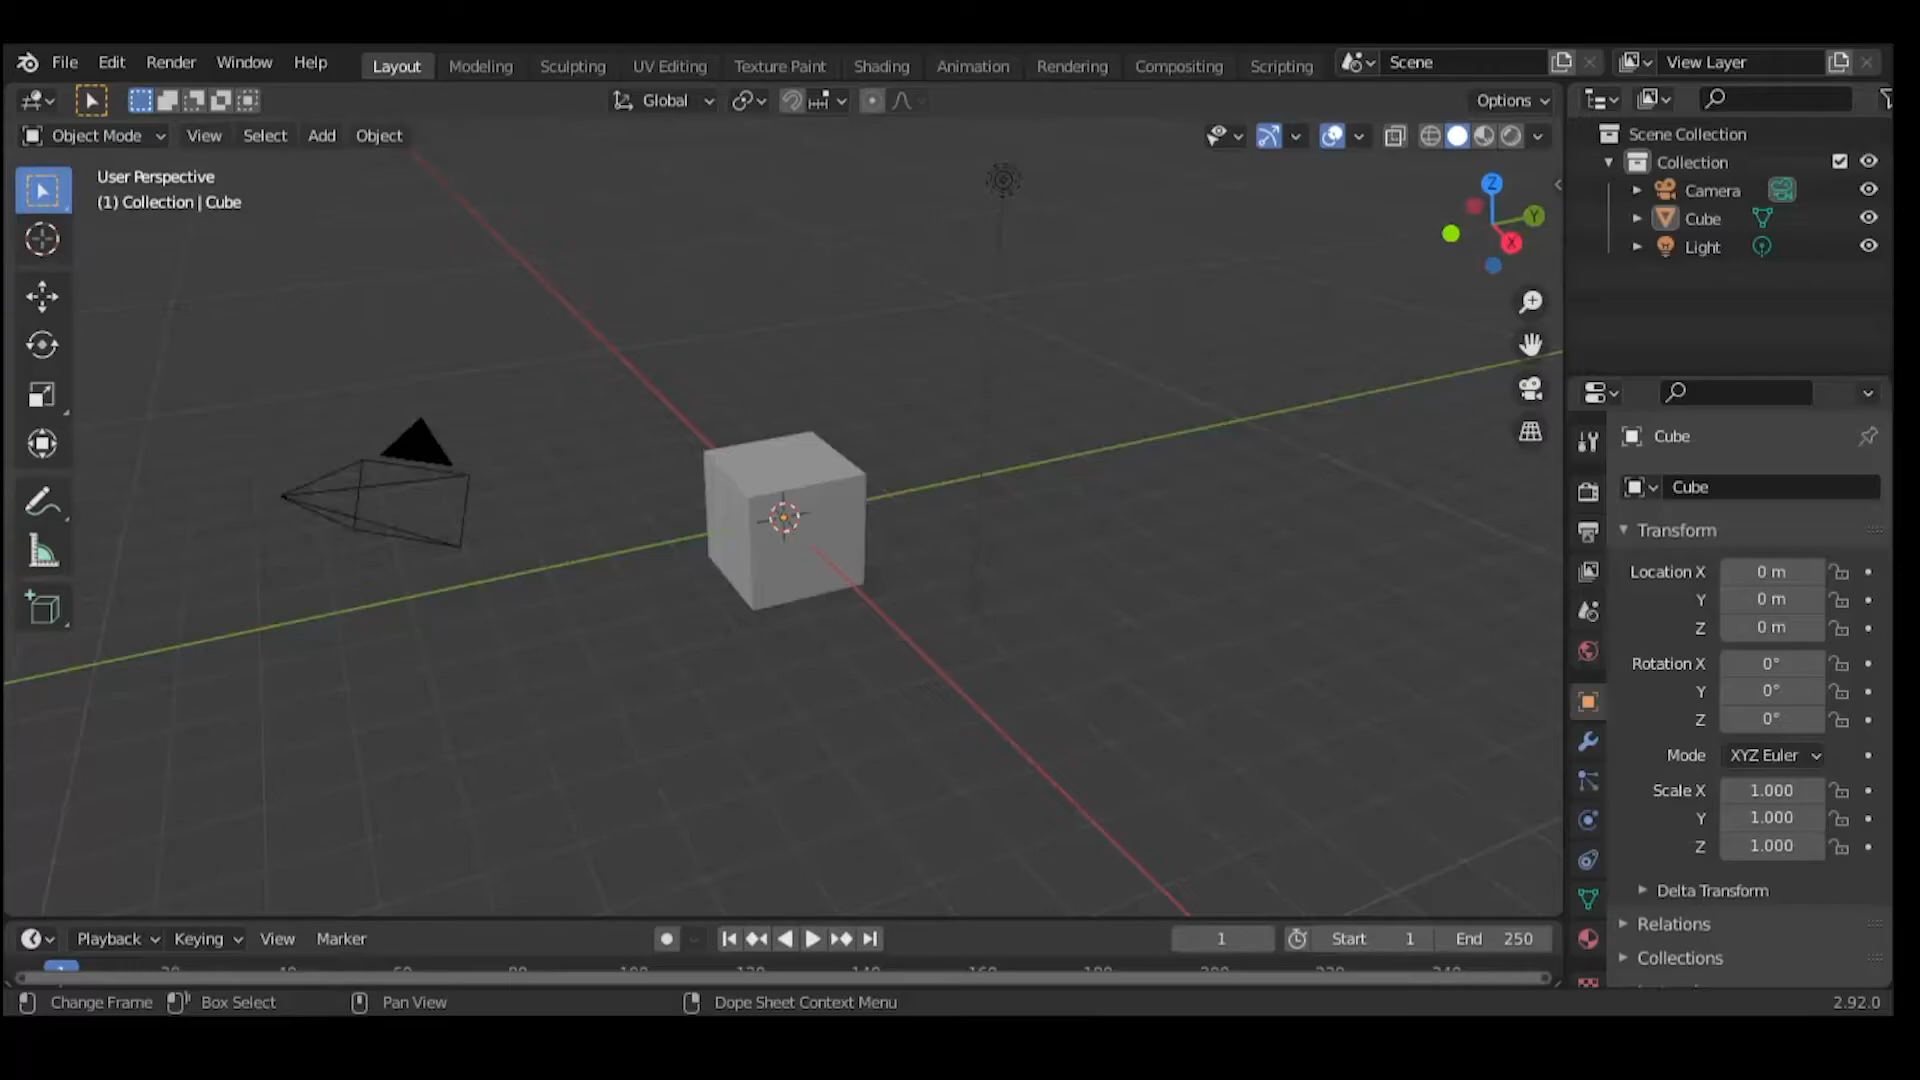 File Edit Render Window Help Layout Modeling Sculpting UV Editing Texture Paint Shading Animation Rendering Compositing Scripting Scene View Layer
Global Options
Object Mode View Select Add Object
User Perspective
(1) Collection | Cube
Z
Y
X
Scene Collection
Collection
Camera
Cube
Light
Cube
Cube
Transform
Location X 0 m
Y 0 m
Z 0 m
Rotation X 0°
Y 0°
Z 0°
Mode XYZ Euler
Scale X 1.000
Y 1.000
Z 1.000
Delta Transform
Relations
Collections
Playback Keying View Marker 1 Start 1 End 250
Change Frame Box Select Pan View Dope Sheet Context Menu 2.92.0